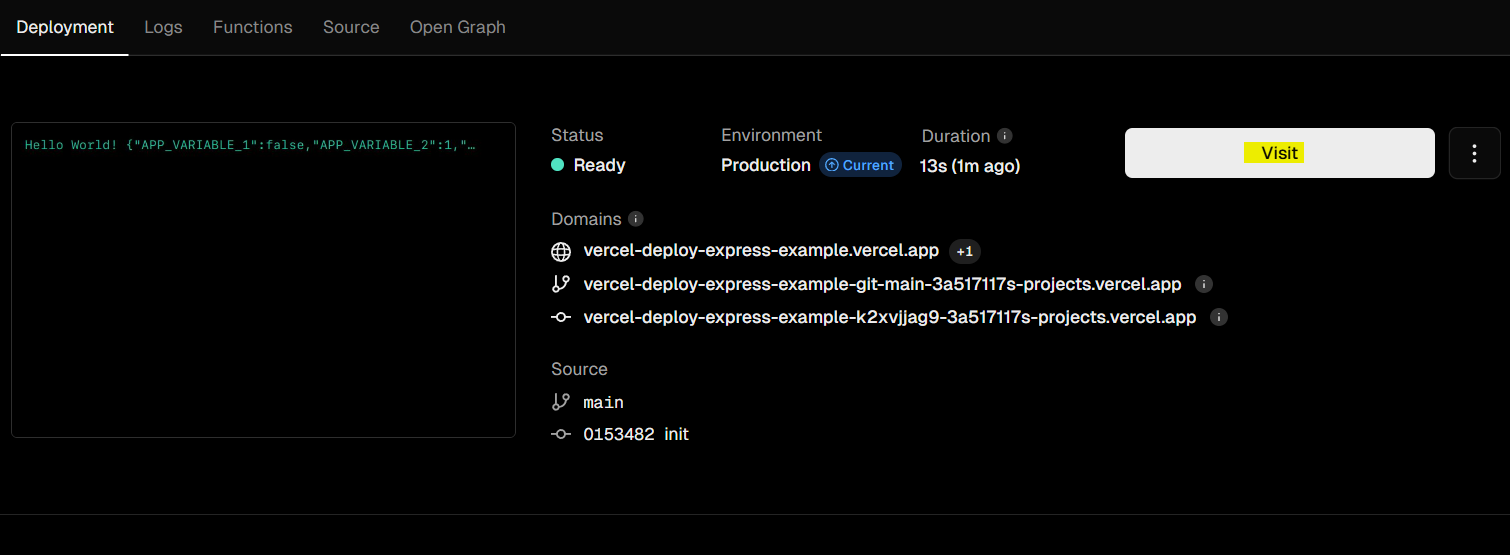 Deployment Logs Functions Source Open Graph
Hello World! {"APP_VARIABLE_1":false,"APP_VARIABLE_2":1,"…
Status
Ready
Environment
Production Current
Duration
13s (1m ago)
Visit
Domains
vercel-deploy-express-example.vercel.app +1
vercel-deploy-express-example-git-main-3a517117s-projects.vercel.app
vercel-deploy-express-example-k2xvjjag9-3a517117s-projects.vercel.app
Source
main
0153482 init